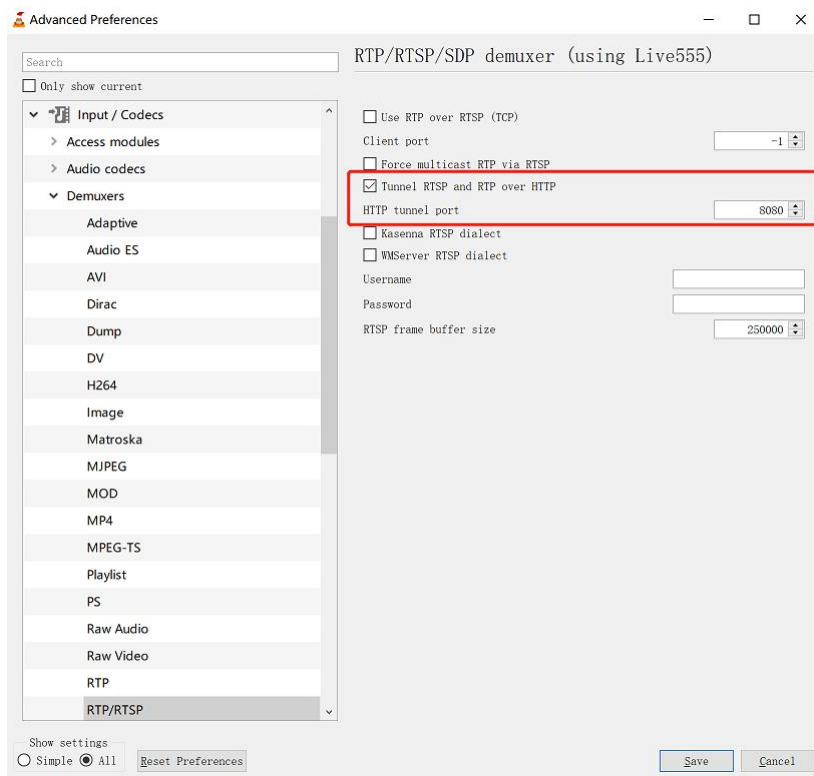 Advanced Preferences
Search
Only show current
Input / Codecs
Access modules
Audio codecs
Demuxers
Adaptive
Audio ES
AVI
Dirac
Dump
DV
H264
Image
Matroska
MJPEG
MOD
MP4
MPEG-TS
Playlist
PS
Raw Audio
Raw Video
RTP
RTP/RTSP
Show settings
Simple All
Reset Preferences
RTP/RTSP/SDP demuxer (using Live555)
Use RTP over RTSP (TCP)
Client port -1
Force multicast RTP via RTSP
Tunnel RTSP and RTP over HTTP
HTTP tunnel port 8080
Kasenna RTSP dialect
WMServer RTSP dialect
Username
Password
RTSP frame buffer size 250000
Save Cancel